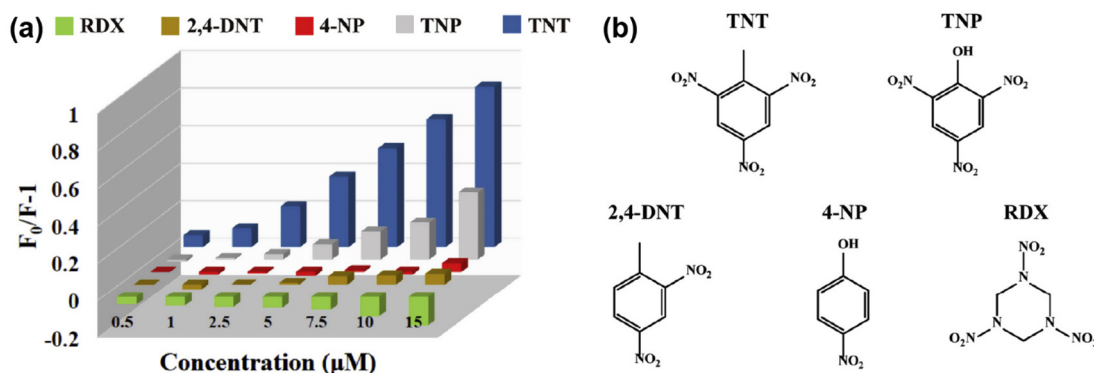 (a) RDX 2,4-DNT 4-NP TNP TNT
1
0.8
0.6
0.4
0.2
0
-0.2
F₀/F-1
0.5 1 2.5 5 7.5 10 15
Concentration (µM)
(b)
TNT TNP
OH
O₂N NO₂ O₂N NO₂
NO₂ NO₂
2,4-DNT 4-NP RDX
OH NO₂
NO₂ N
N N
O₂N NO₂
NO₂ NO₂